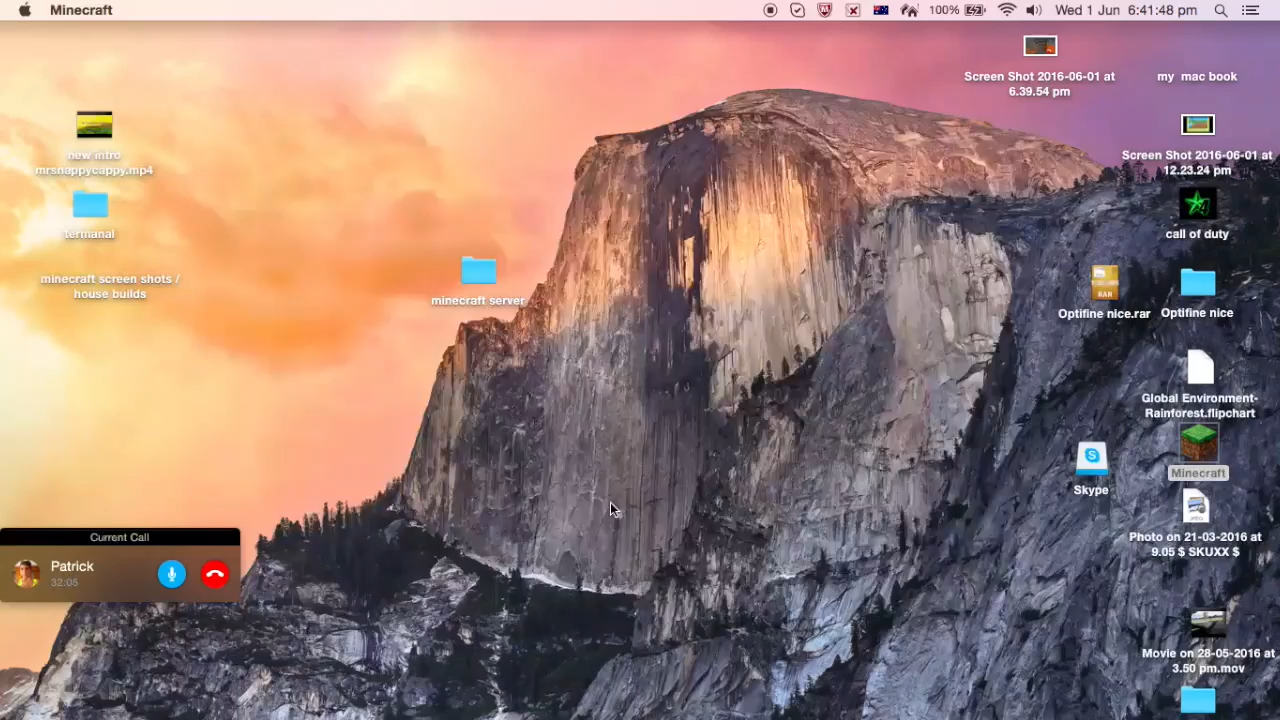 Minecraft
100%
Wed 1 Jun 6:41:48 pm
Screen Shot 2016-06-01 at
6.39.54 pm
my mac book
new intro
mrsnappycappy.mp4
Screen Shot 2016-06-01 at
12.23.24 pm
termanal
call of duty
minecraft screen shots /
house builds
minecraft server
RAR
Optifine nice.rar
Optifine nice
Global Environment-
Rainforest.flipchart
Minecraft
S
Skype
Photo on 21-03-2016 at
9.05 $ SKUXX $
Current Call
Patrick
32:05
Movie on 28-05-2016 at
3.50 pm.mov